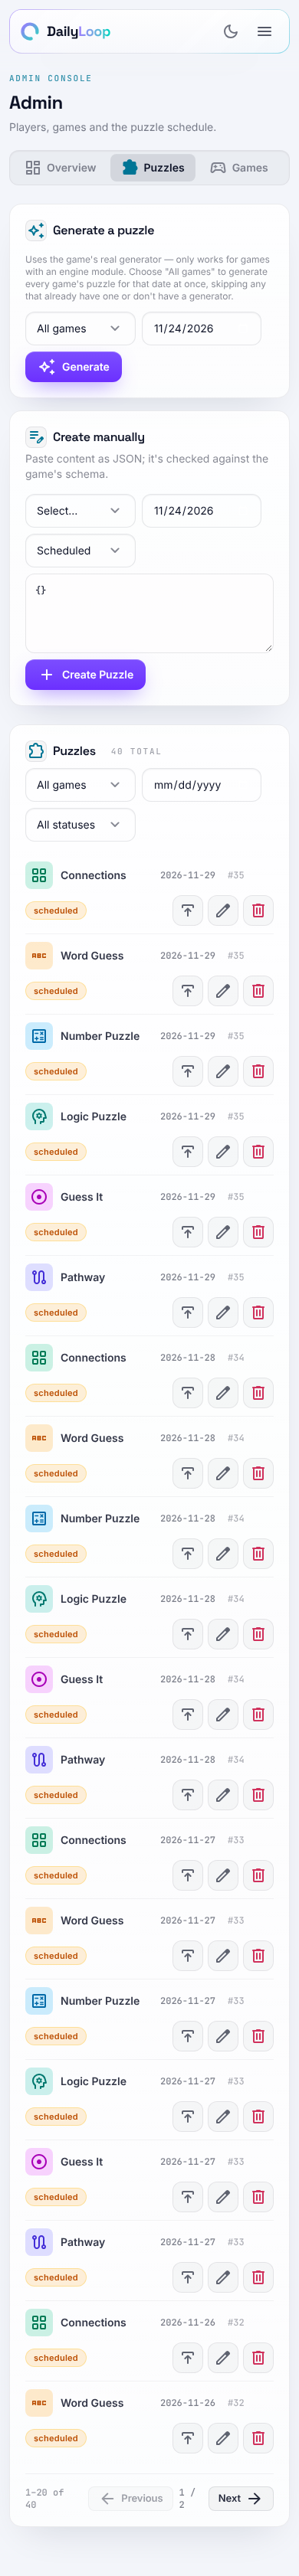 DailyLoop
ADMIN CONSOLE
Admin
Players, games and the puzzle schedule.
Overview
Puzzles
Games
Generate a puzzle
Uses the game's real generator — only works for games
with an engine module. Choose "All games" to generate
every game's puzzle for that date at once, skipping any
that already have one or don't have a generator.
All games
11/24/2026
Generate
Create manually
Paste content as JSON; it's checked against the
game's schema.
Select...
11/24/2026
Scheduled
{}
Create Puzzle
Puzzles 40 TOTAL
All games
mm/dd/yyyy
All statuses
Connections 2026-11-29 #35
scheduled
ABC Word Guess 2026-11-29 #35
scheduled
Number Puzzle 2026-11-29 #35
scheduled
Logic Puzzle 2026-11-29 #35
scheduled
Guess It 2026-11-29 #35
scheduled
Pathway 2026-11-29 #35
scheduled
Connections 2026-11-28 #34
scheduled
ABC Word Guess 2026-11-28 #34
scheduled
Number Puzzle 2026-11-28 #34
scheduled
Logic Puzzle 2026-11-28 #34
scheduled
Guess It 2026-11-28 #34
scheduled
Pathway 2026-11-28 #34
scheduled
Connections 2026-11-27 #33
scheduled
ABC Word Guess 2026-11-27 #33
scheduled
Number Puzzle 2026-11-27 #33
scheduled
Logic Puzzle 2026-11-27 #33
scheduled
Guess It 2026-11-27 #33
scheduled
Pathway 2026-11-27 #33
scheduled
Connections 2026-11-26 #32
scheduled
ABC Word Guess 2026-11-26 #32
scheduled
1–20 of
40
Previous
1 /
2
Next